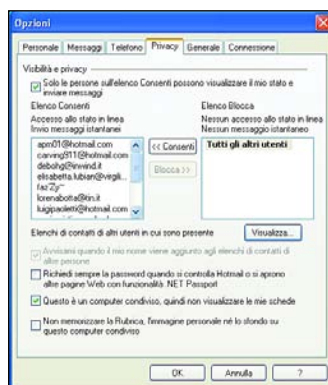 Opzioni
Personale Messaggi Telefono Privacy Generale Connessione
Visibilità e privacy
Solo le persone sull'elenco Consenti possono visualizzare il mio stato e
inviare messaggi
Elenco Consenti
Elenco Blocca
Accesso allo stato in linea
Invio messaggi istantanei
Nessun accesso allo stato in linea
Nessun messaggio istantaneo
apm01@hotmail.com
carving811@hotmail.com
debohg@inwind.it
elisabetta.lubian@virgili...
lorenabotta@tin.it
luigipaoletti@hotmail.com
<< Consenti
Blocca >>
Tutti gli altri utenti
Elenchi di contatti di altri utenti in cui sono presente
Visualizza...
Avvisami quando il mio nome viene aggiunto agli elenchi di contatti di
altre persone
Richiedi sempre la password quando si controlla Hotmail o si aprono
altre pagine Web con funzionalità .NET Passport
Questo è un computer condiviso, quindi non visualizzare le mie schede
Non memorizzare la Rubrica, l'immagine personale né lo sfondo su
questo computer condiviso
OK Annulla ?